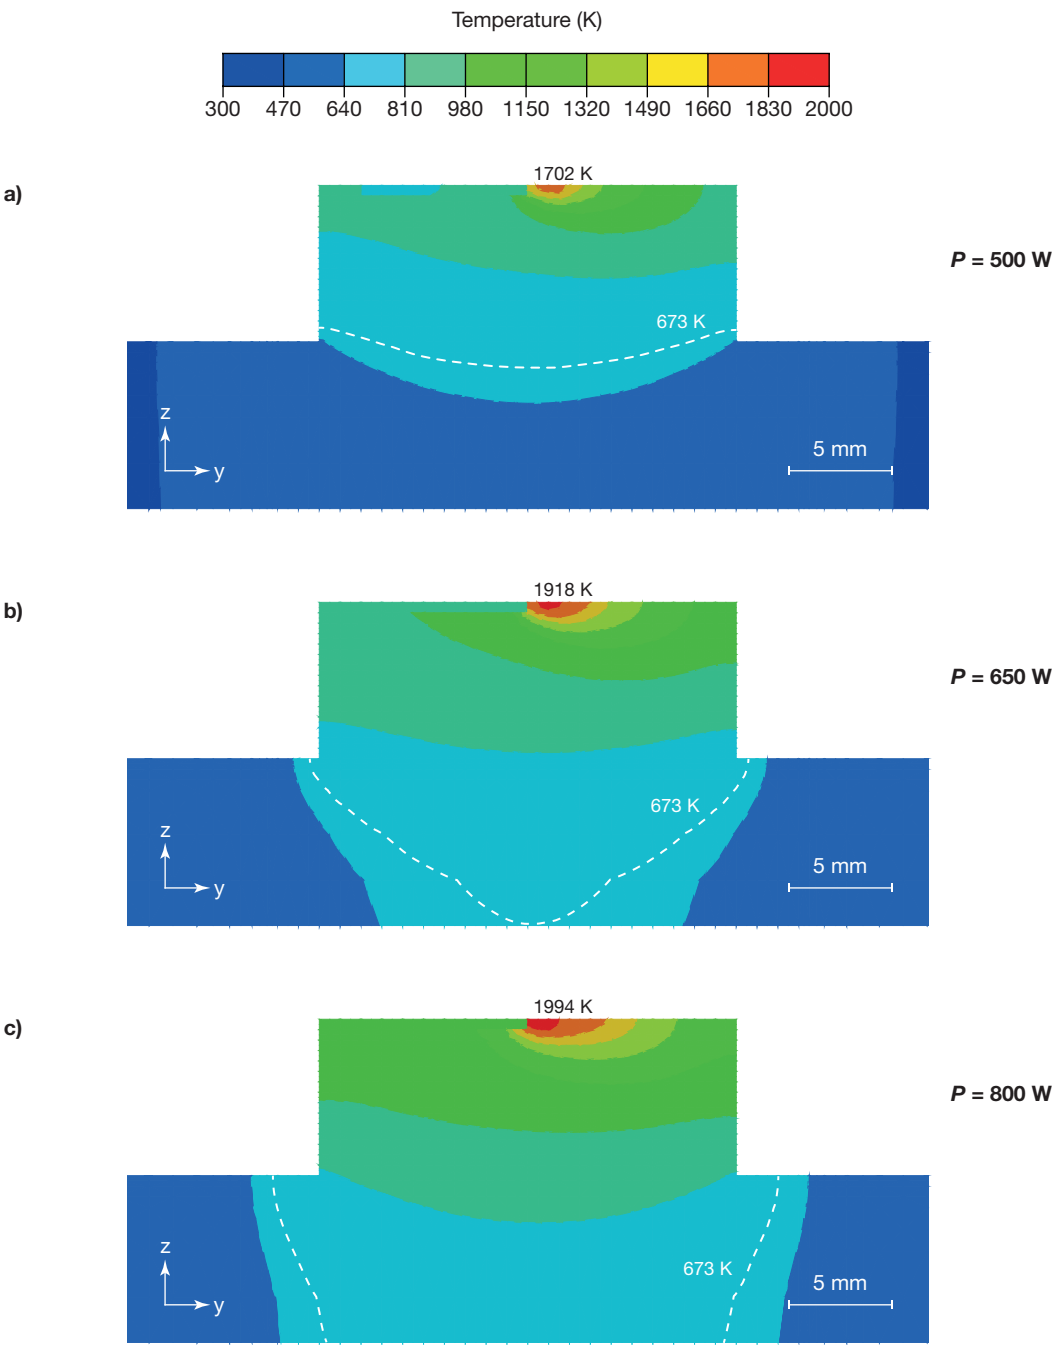 Temperature (K)
300 470 640 810 980 1150 1320 1490 1660 1830 2000
a)
1702 K
P = 500 W
673 K
z
y
5 mm
b)
1918 K
P = 650 W
673 K
z
y
5 mm
c)
1994 K
P = 800 W
673 K
z
y
5 mm